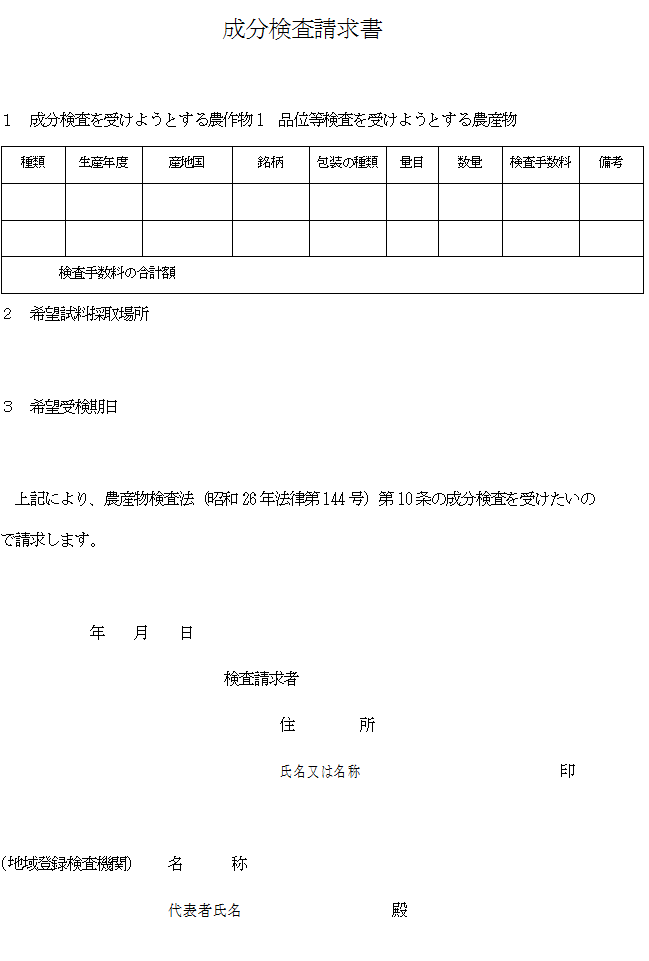 成分検査請求書
１　成分検査を受けようとする農作物１　品位等検査を受けようとする農産物
種類　生産年度　産地国　銘柄　包装の種類　量目　数量　検査手数料　備考
検査手数料の合計額
２　希望試料採取場所
３　希望受検期日
　上記により、農産物検査法（昭和26年法律第144号）第10条の成分検査を受けたいの
で請求します。
年　　月　　日
検査請求者
住　　　　所
氏名又は名称　　　　　　　　　　　　　印
（地域登録検査機関）　　名　　　称
代表者氏名　　　　　　　　　　殿